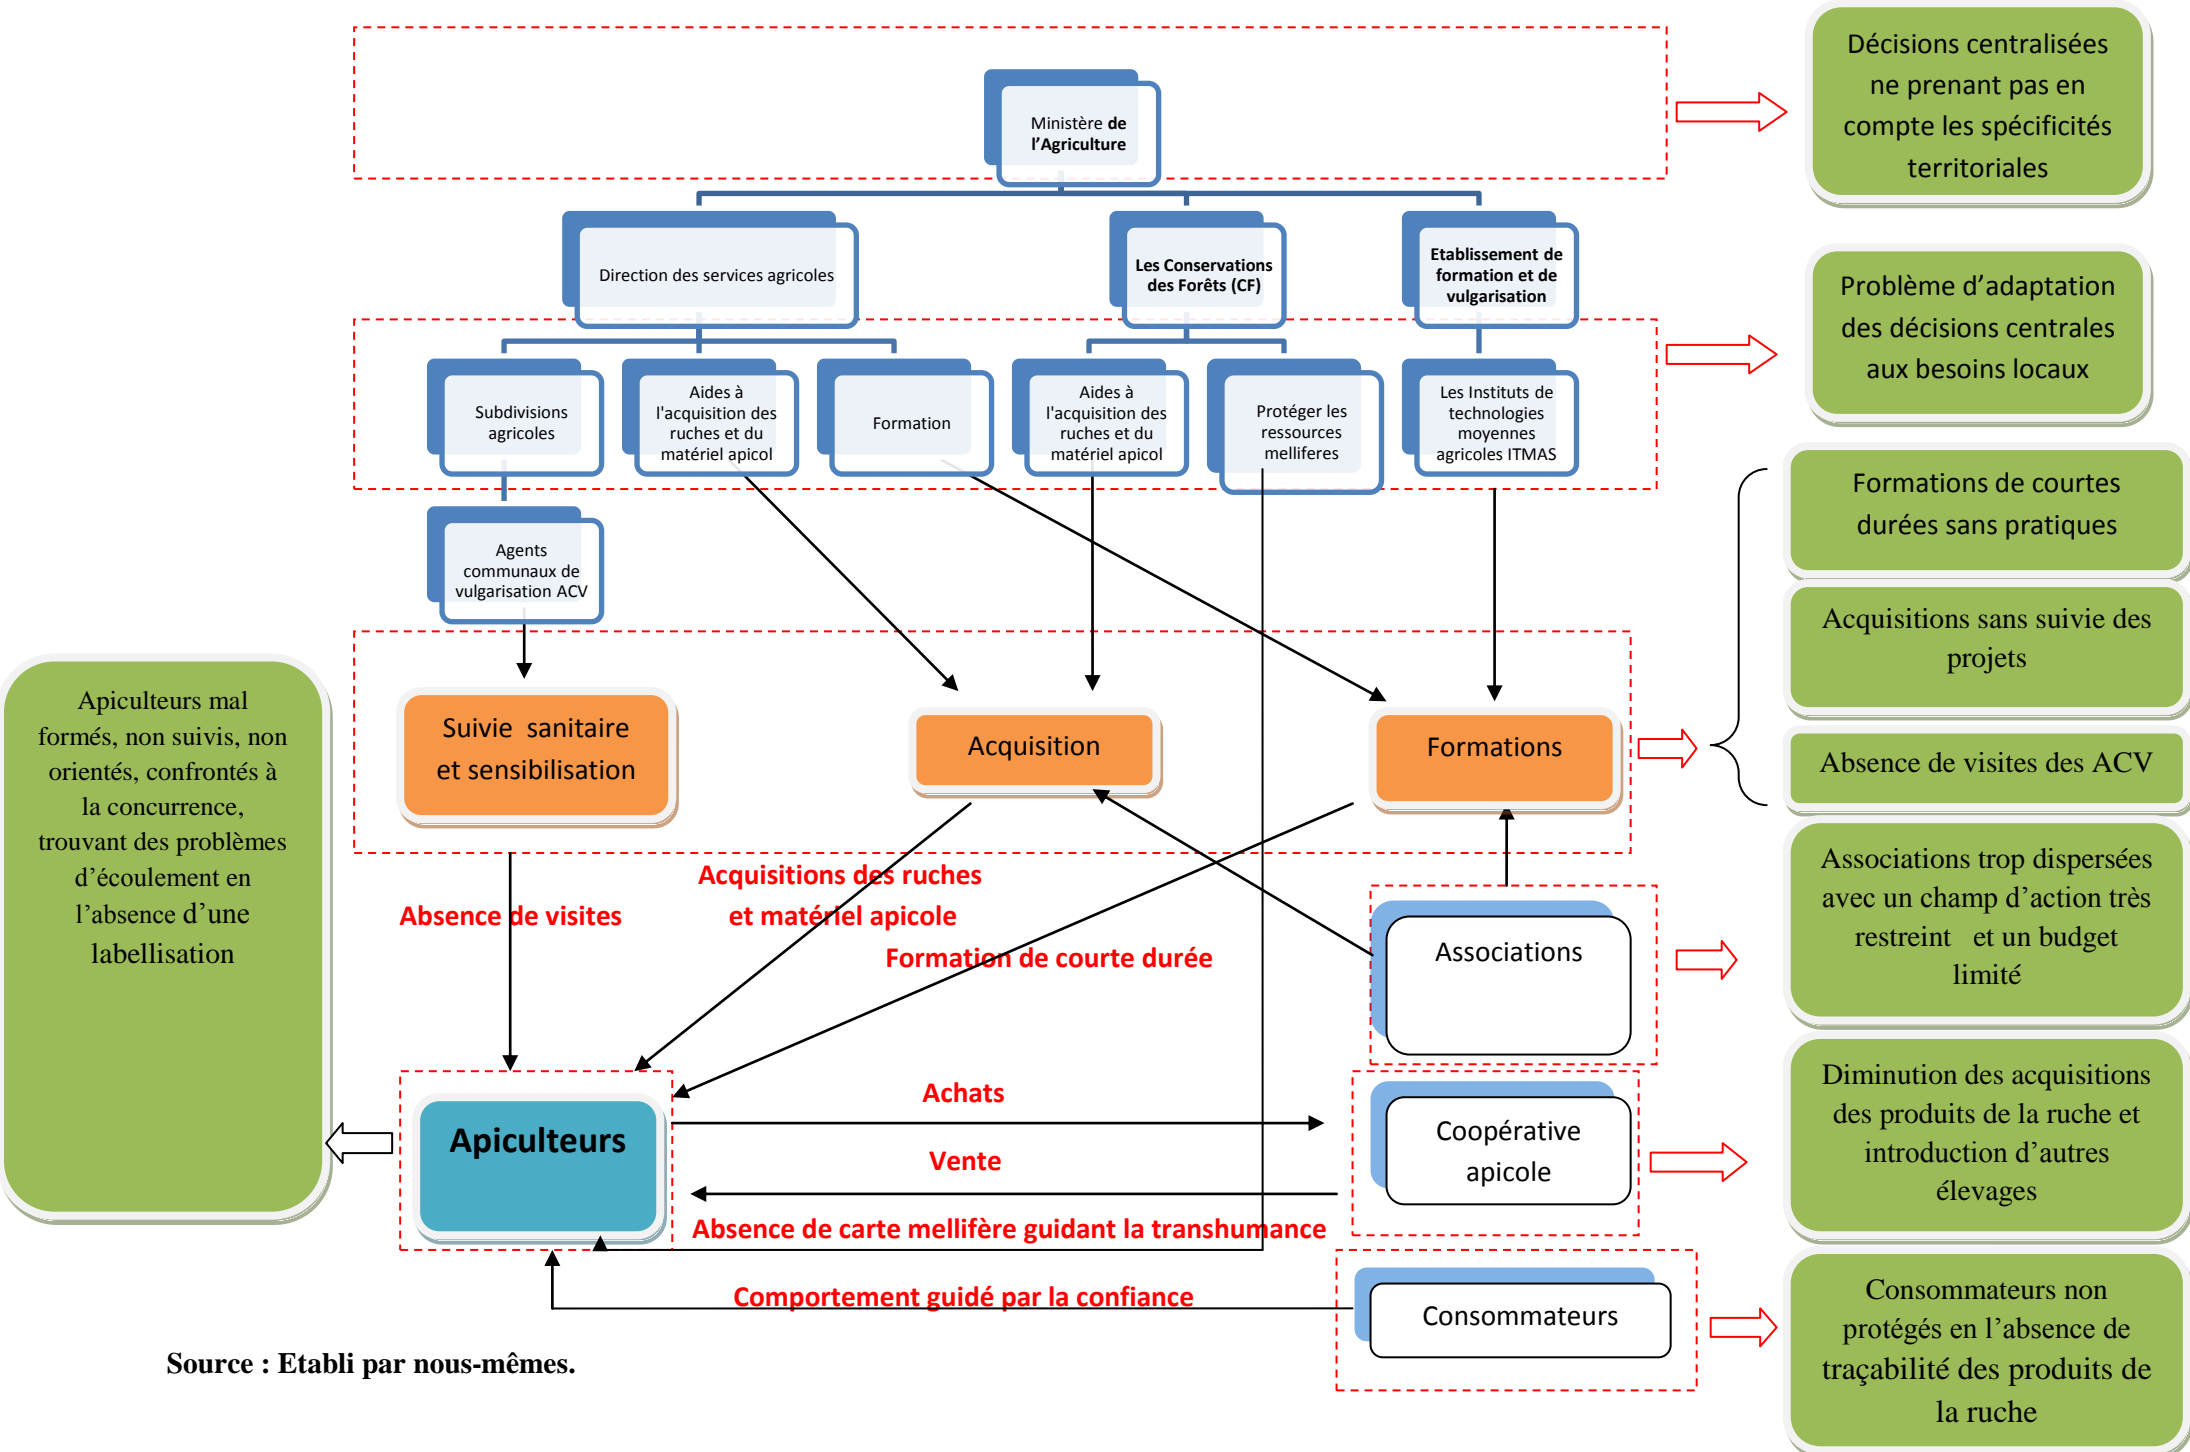 Décisions centralisées
ne prenant pas en
compte les spécificités
territoriales
Ministère de
l’Agriculture
Direction des services agricoles
Les Conservations
des Forêts (CF)
Etablissement de
formation et de
vulgarisation
Problème d’adaptation
des décisions centrales
aux besoins locaux
Subdivisions
agricoles
Aides à
l'acquisition des
ruches et du
matériel apicol
Formation
Aides à
l'acquisition des
ruches et du
matériel apicol
Protéger les
ressources
melliferes
Les Instituts de
technologies
moyennes
agricoles ITMAS
Formations de courtes
durées sans pratiques
Agents
communaux de
vulgarisation ACV
Acquisitions sans suivie des
projets
Apiculteurs mal
formés, non suivis, non
orientés, confrontés à
la concurrence,
trouvant des problèmes
d’écoulement en
l’absence d’une
labellisation
Suivie sanitaire
et sensibilisation
Acquisition
Formations
Absence de visites des ACV
Acquisitions des ruches
et matériel apicole
Absence de visites
Formation de courte durée
Associations
Associations trop dispersées
avec un champ d’action très
restreint et un budget
limité
Apiculteurs
Achats
Vente
Coopérative
apicole
Diminution des acquisitions
des produits de la ruche et
introduction d’autres
élevages
Absence de carte mellifère guidant la transhumance
Comportement guidé par la confiance
Consommateurs
Consommateurs non
protégés en l’absence de
traçabilité des produits de
la ruche
Source : Etabli par nous-mêmes.